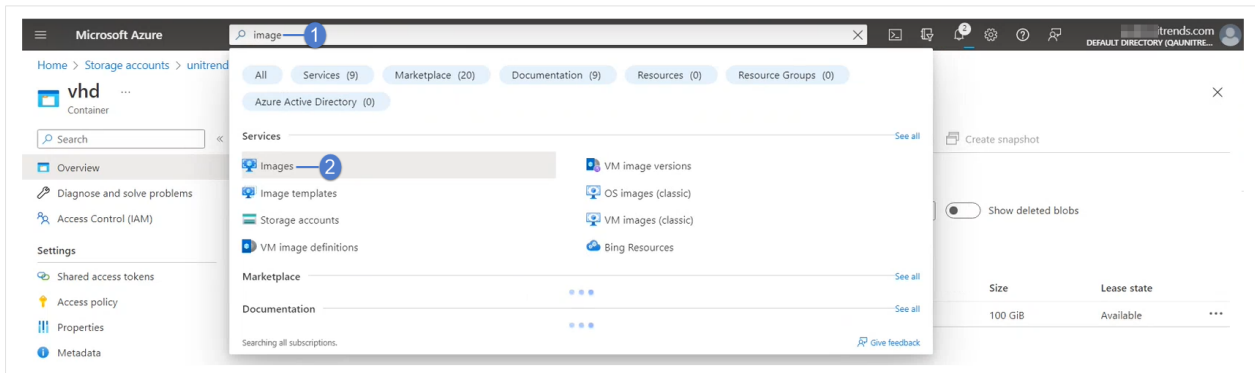 Microsoft Azure
image
1
2
itrends.com
DEFAULT DIRECTORY (QAUNITRE...
Home > Storage accounts > unitrend
vhd ...
Container
Search
«
Overview
Diagnose and solve problems
Access Control (IAM)
Settings
Shared access tokens
Access policy
Properties
Metadata
All
Services (9)
Marketplace (20)
Documentation (9)
Resources (0)
Resource Groups (0)
Azure Active Directory (0)
Services
See all
Images
2
VM image versions
Image templates
OS images (classic)
Storage accounts
VM images (classic)
VM image definitions
Bing Resources
Marketplace
See all
Documentation
See all
Searching all subscriptions.
Give feedback
Create snapshot
Show deleted blobs
Size
Lease state
100 GiB
Available
...